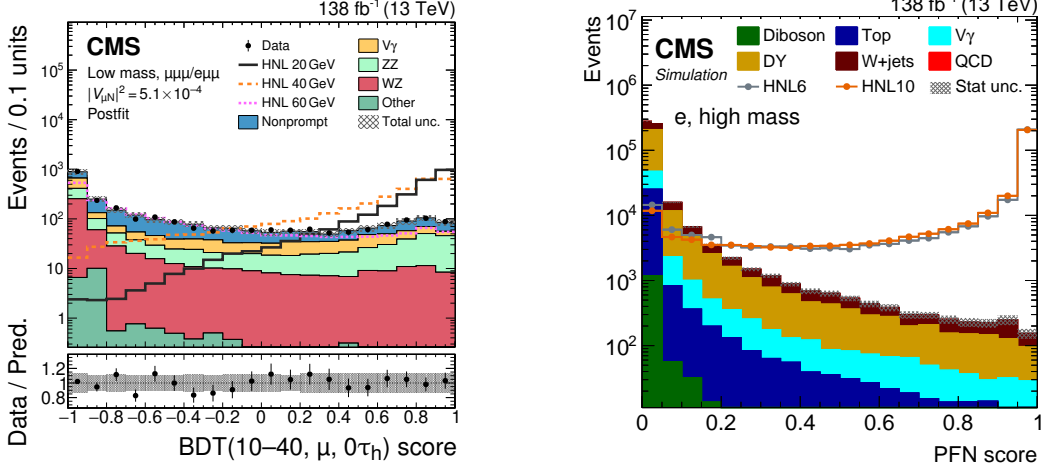 138 fb⁻¹ (13 TeV)
Events / 0.1 units
10⁵
10⁴
10³
10²
10
1
CMS
Low mass, μμμ/eμμ
|V_μN|² = 5.1×10⁻⁴
Postfit
Data
HNL 20 GeV
HNL 40 GeV
HNL 60 GeV
Nonprompt
Vγ
ZZ
WZ
Other
Total unc.
Data / Pred.
1.2
1
0.8
−1 −0.8 −0.6 −0.4 −0.2 0 0.2 0.4 0.6 0.8 1
BDT(10–40, μ, 0τ_h) score
138 fb⁻¹ (13 TeV)
Events
10⁷
10⁶
10⁵
10⁴
10³
10²
CMS
Simulation
Diboson Top Vγ
DY W+jets QCD
HNL6 HNL10 Stat unc.
e, high mass
0 0.2 0.4 0.6 0.8 1
PFN score